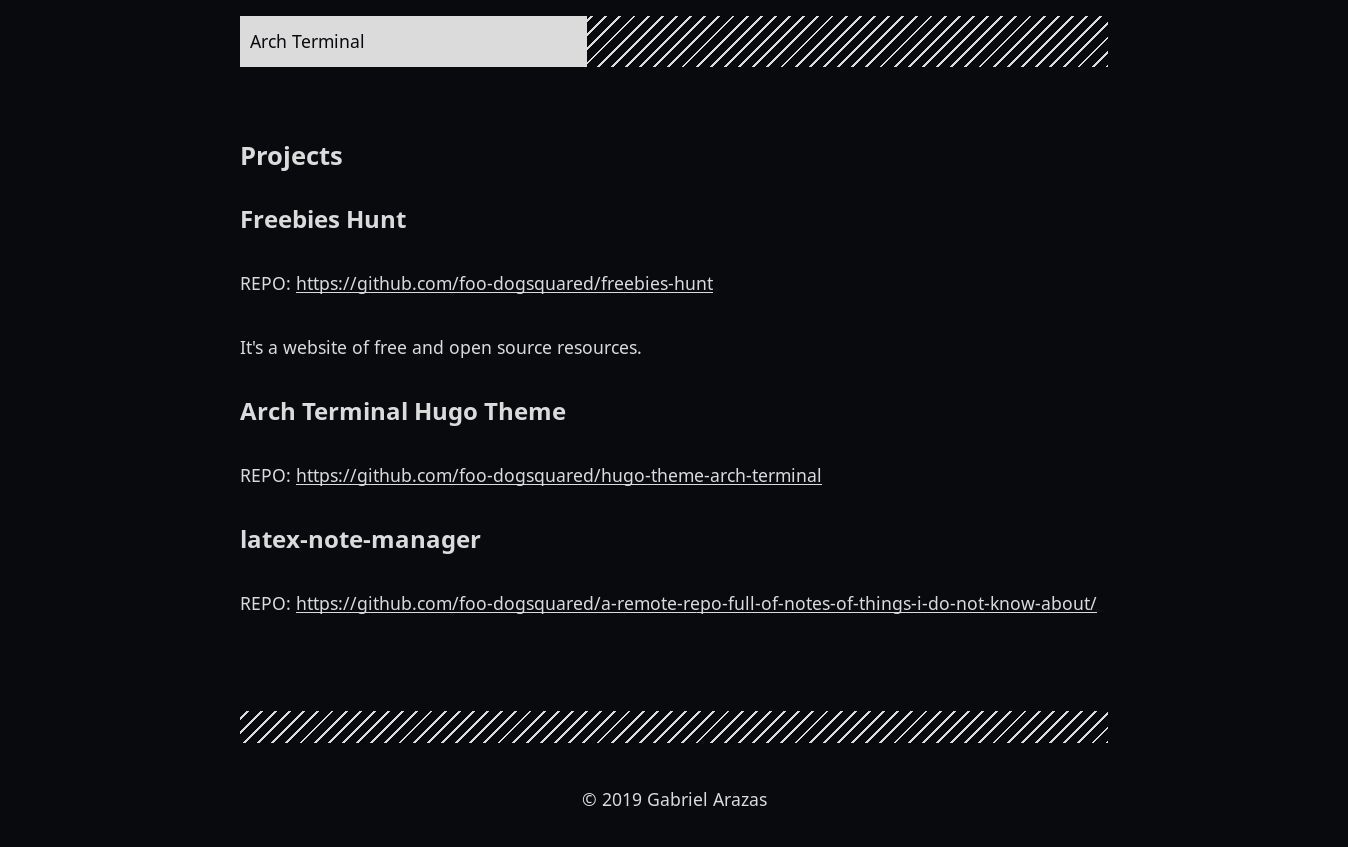 Arch Terminal
Projects
Freebies Hunt
REPO: https://github.com/foo-dogsquared/freebies-hunt
It's a website of free and open source resources.
Arch Terminal Hugo Theme
REPO: https://github.com/foo-dogsquared/hugo-theme-arch-terminal
latex-note-manager
REPO: https://github.com/foo-dogsquared/a-remote-repo-full-of-notes-of-things-i-do-not-know-about/
© 2019 Gabriel Arazas